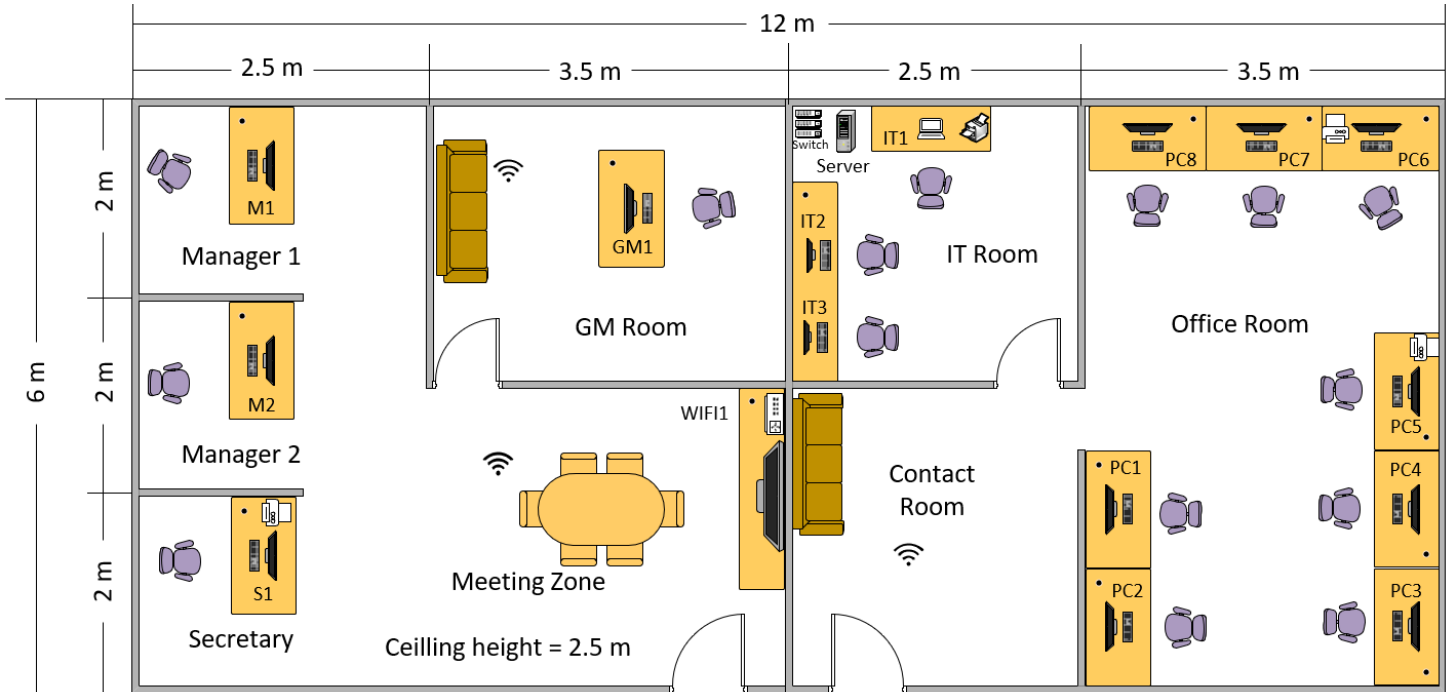 12 m
2.5 m
3.5 m
2.5 m
3.5 m
6 m
2 m
2 m
2 m
M1
Manager 1
M2
Manager 2
S1
Secretary
GM1
GM Room
WIFI1
Meeting Zone
Ceilling height = 2.5 m
Switch
Server
IT1
IT2
IT3
IT Room
Contact
Room
PC8
PC7
PC6
Office Room
PC5
PC4
PC3
PC1
PC2